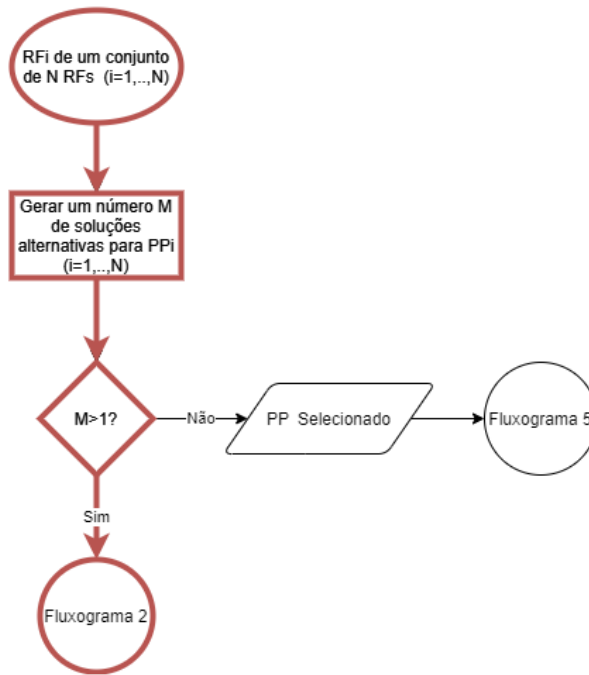 RFi de um conjunto
de N RFs (i=1,..,N)
Gerar um número M
de soluções
alternativas para PPi
(i=1,..,N)
M>1?
Não
PP Selecionado
Fluxograma 5
Sim
Fluxograma 2